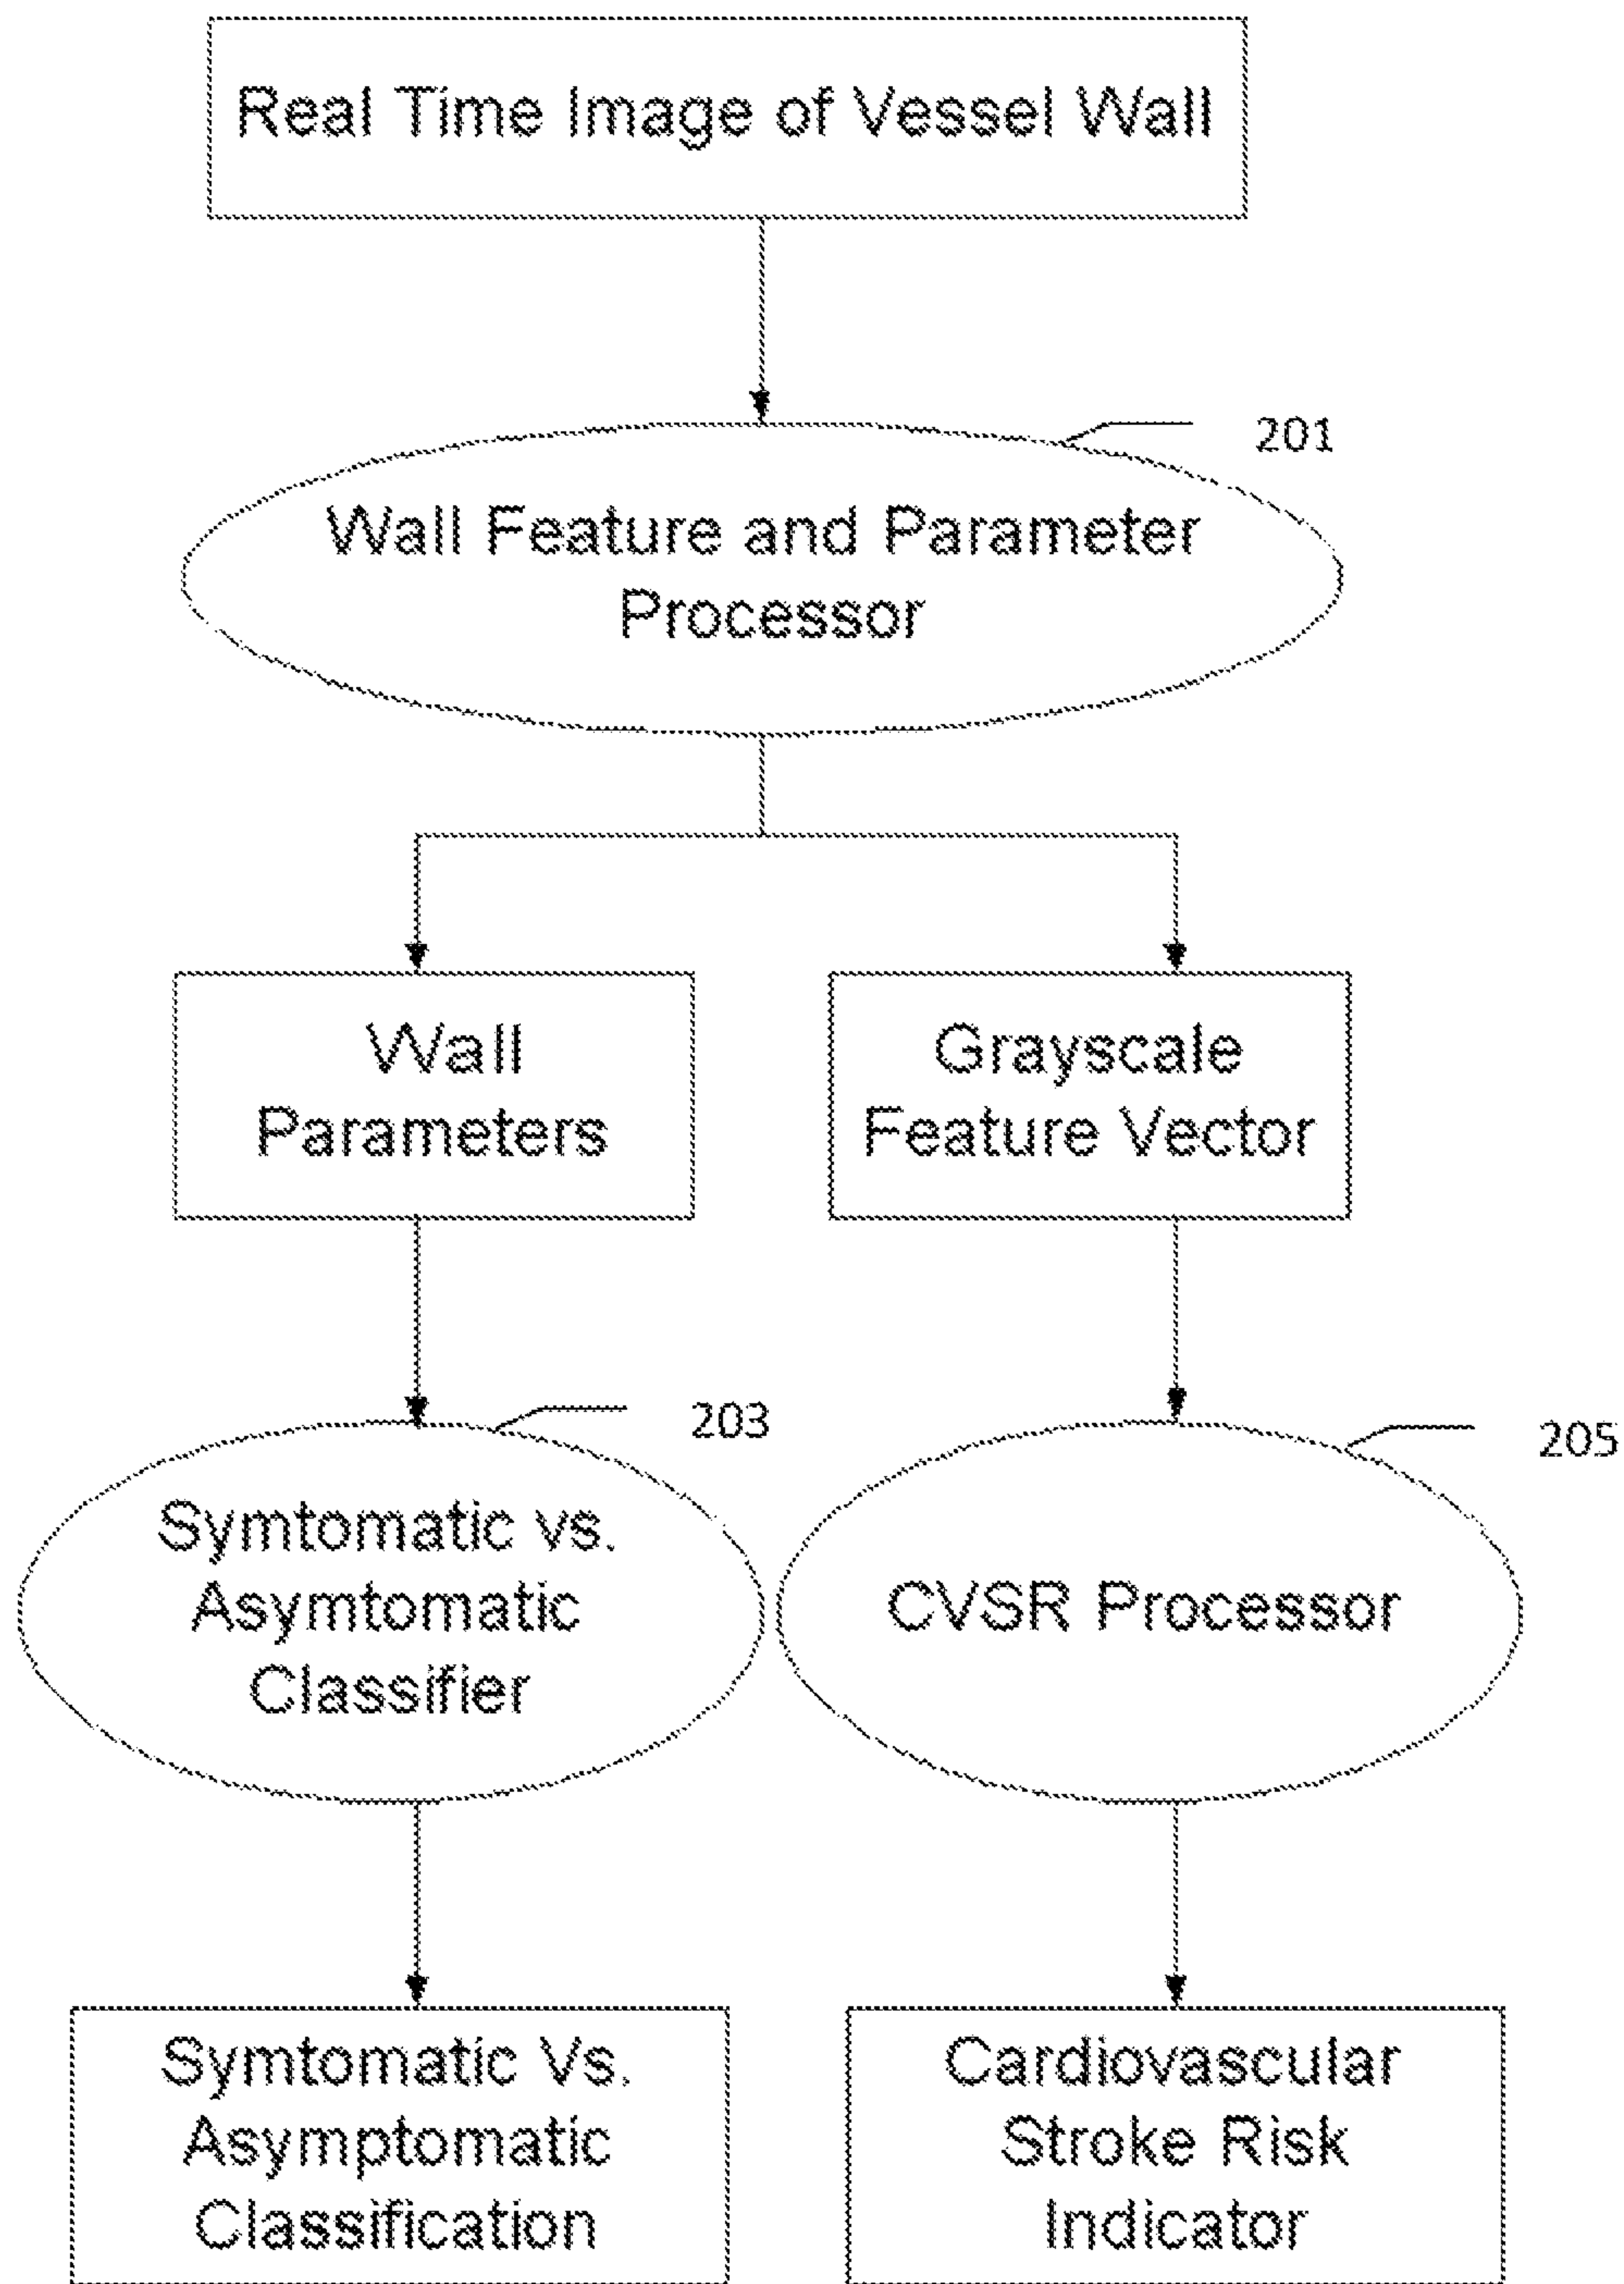 Real Time Image of Vessel Wall
201
Wall Feature and Parameter
Processor
Wall
Parameters
Grayscale
Feature Vector
203
Symtomatic vs.
Asymtomatic
Classifier
205
CVSR Processor
Symtomatic Vs.
Asymptomatic
Classification
Cardiovascular
Stroke Risk
Indicator